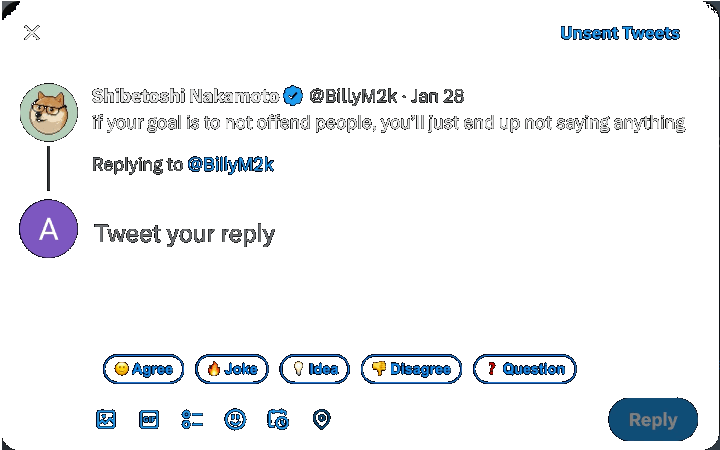 Unsent Tweets
Shibetoshi Nakamoto @BillyM2k · Jan 28
if your goal is to not offend people, you'll just end up not saying anything
Replying to @BillyM2k
A
Tweet your reply
Agree Joke Idea Disagree Question
GIF
Reply